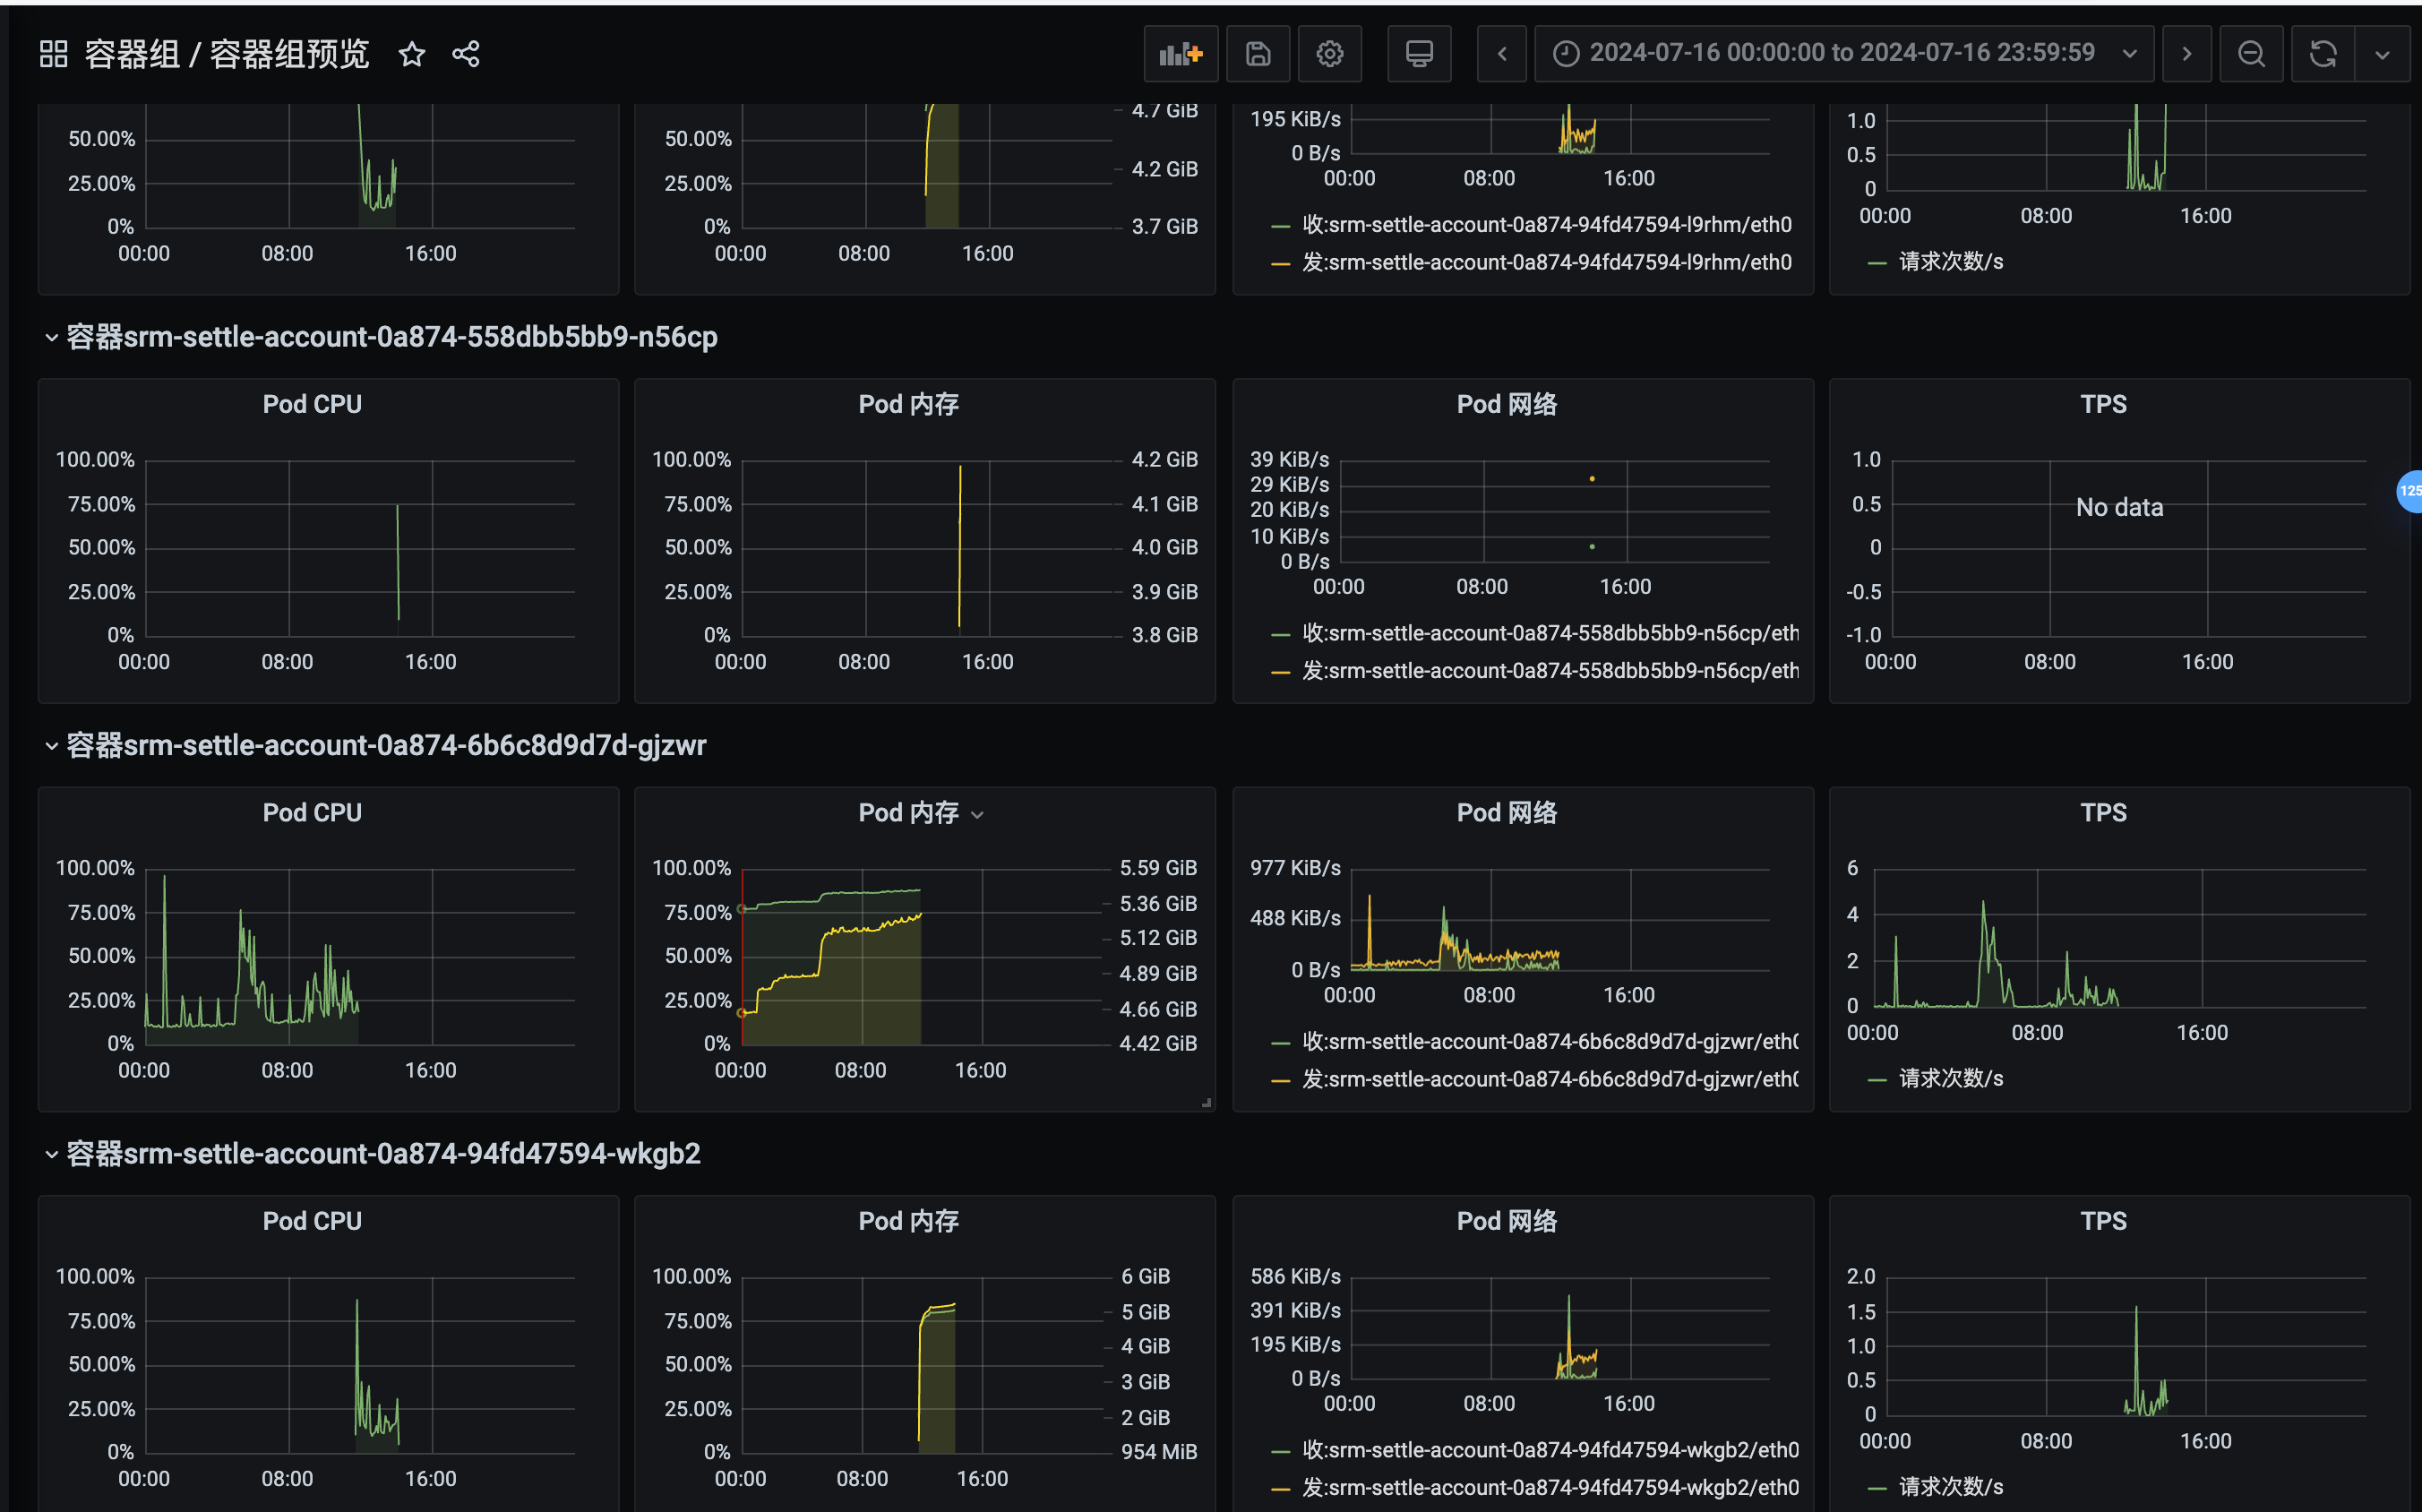 容器组 / 容器组预览
2024-07-16 00:00:00 to 2024-07-16 23:59:59
50.00%
25.00%
0%
00:00 08:00 16:00
50.00%
25.00%
0%
4.7 GiB
4.2 GiB
3.7 GiB
00:00 08:00 16:00
195 KiB/s
0 B/s
00:00 08:00 16:00
收:srm-settle-account-0a874-94fd47594-l9rhm/eth0
发:srm-settle-account-0a874-94fd47594-l9rhm/eth0
1.0
0.5
0
00:00 08:00 16:00
请求次数/s
容器srm-settle-account-0a874-558dbb5bb9-n56cp
Pod CPU
100.00%
75.00%
50.00%
25.00%
0%
00:00 08:00 16:00
Pod 内存
100.00%
75.00%
50.00%
25.00%
0%
4.2 GiB
4.1 GiB
4.0 GiB
3.9 GiB
3.8 GiB
00:00 08:00 16:00
Pod 网络
39 KiB/s
29 KiB/s
20 KiB/s
10 KiB/s
0 B/s
00:00 08:00 16:00
收:srm-settle-account-0a874-558dbb5bb9-n56cp/eth
发:srm-settle-account-0a874-558dbb5bb9-n56cp/eth
TPS
1.0
0.5
0
-0.5
-1.0
No data
00:00 08:00 16:00
125
容器srm-settle-account-0a874-6b6c8d9d7d-gjzwr
Pod CPU
100.00%
75.00%
50.00%
25.00%
0%
00:00 08:00 16:00
Pod 内存
100.00%
75.00%
50.00%
25.00%
0%
5.59 GiB
5.36 GiB
5.12 GiB
4.89 GiB
4.66 GiB
4.42 GiB
00:00 08:00 16:00
Pod 网络
977 KiB/s
488 KiB/s
0 B/s
00:00 08:00 16:00
收:srm-settle-account-0a874-6b6c8d9d7d-gjzwr/eth0
发:srm-settle-account-0a874-6b6c8d9d7d-gjzwr/eth0
TPS
6
4
2
0
00:00 08:00 16:00
请求次数/s
容器srm-settle-account-0a874-94fd47594-wkgb2
Pod CPU
100.00%
75.00%
50.00%
25.00%
0%
00:00 08:00 16:00
Pod 内存
100.00%
75.00%
50.00%
25.00%
0%
6 GiB
5 GiB
4 GiB
3 GiB
2 GiB
954 MiB
00:00 08:00 16:00
Pod 网络
586 KiB/s
391 KiB/s
195 KiB/s
0 B/s
00:00 08:00 16:00
收:srm-settle-account-0a874-94fd47594-wkgb2/eth0
发:srm-settle-account-0a874-94fd47594-wkgb2/eth0
TPS
2.0
1.5
1.0
0.5
0
00:00 08:00 16:00
请求次数/s